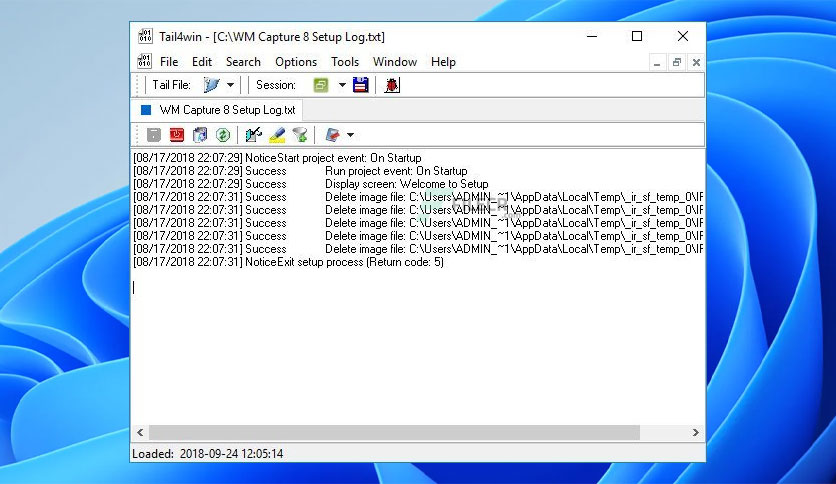 Tail4win - [C:\WM Capture 8 Setup Log.txt]
File Edit Search Options Tools Window Help
Tail File: Session:
WM Capture 8 Setup Log.txt
[08/17/2018 22:07:29] NoticeStart project event: On Startup
[08/17/2018 22:07:29] Success Run project event: On Startup
[08/17/2018 22:07:29] Success Display screen: Welcome to Setup
[08/17/2018 22:07:31] Success Delete image file: C:\Users\ADMIN_~1\AppData\Local\Temp\_ir_sf_temp_0\IF
[08/17/2018 22:07:31] Success Delete image file: C:\Users\ADMIN_~1\AppData\Local\Temp\_ir_sf_temp_0\IF
[08/17/2018 22:07:31] Success Delete image file: C:\Users\ADMIN_~1\AppData\Local\Temp\_ir_sf_temp_0\IF
[08/17/2018 22:07:31] Success Delete image file: C:\Users\ADMIN_~1\AppData\Local\Temp\_ir_sf_temp_0\IF
[08/17/2018 22:07:31] Success Delete image file: C:\Users\ADMIN_~1\AppData\Local\Temp\_ir_sf_temp_0\IF
[08/17/2018 22:07:31] NoticeExit setup process (Return code: 5)
Loaded: 2018-09-24 12:05:14